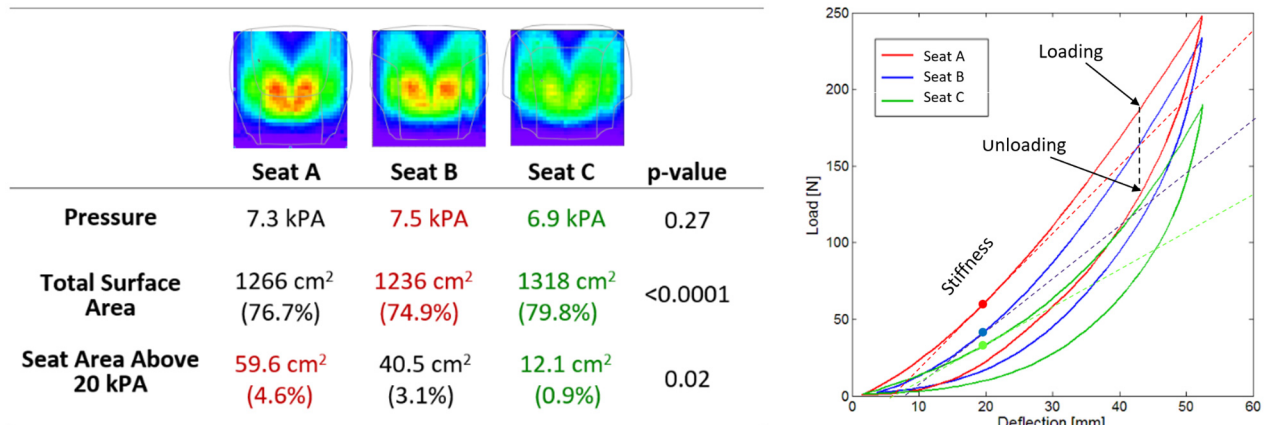 Seat A Seat B Seat C p-value
Pressure 7.3 kPA 7.5 kPA 6.9 kPA 0.27
Total Surface Area 1266 cm² (76.7%) 1236 cm² (74.9%) 1318 cm² (79.8%) <0.0001
Seat Area Above 20 kPA 59.6 cm² (4.6%) 40.5 cm² (3.1%) 12.1 cm² (0.9%) 0.02
250
200
150
100
50
0
Load [N]
Seat A
Seat B
Seat C
Loading
Unloading
Stiffness
0 10 20 30 40 50 60
Deflection [mm]